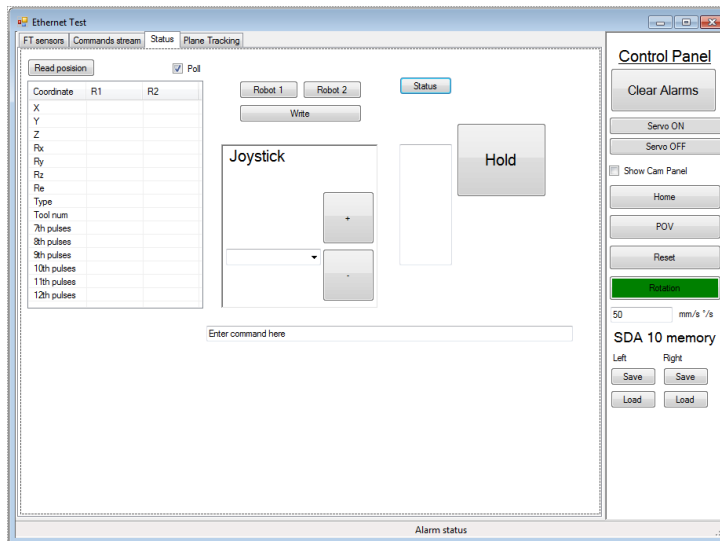 Ethernet Test
FT sensors Commands stream Status Plane Tracking
Read posision
Poll
Coordinate R1 R2
X
Y
Z
Rx
Ry
Rz
Re
Type
Tool num
7th pulses
8th pulses
9th pulses
10th pulses
11th pulses
12th pulses
Robot 1 Robot 2
Write
Status
Joystick
+
-
Hold
Enter command here
Control Panel
Clear Alarms
Servo ON
Servo OFF
Show Cam Panel
Home
POV
Reset
Rotation
50 mm/s °/s
SDA 10 memory
Left Right
Save Save
Load Load
Alarm status